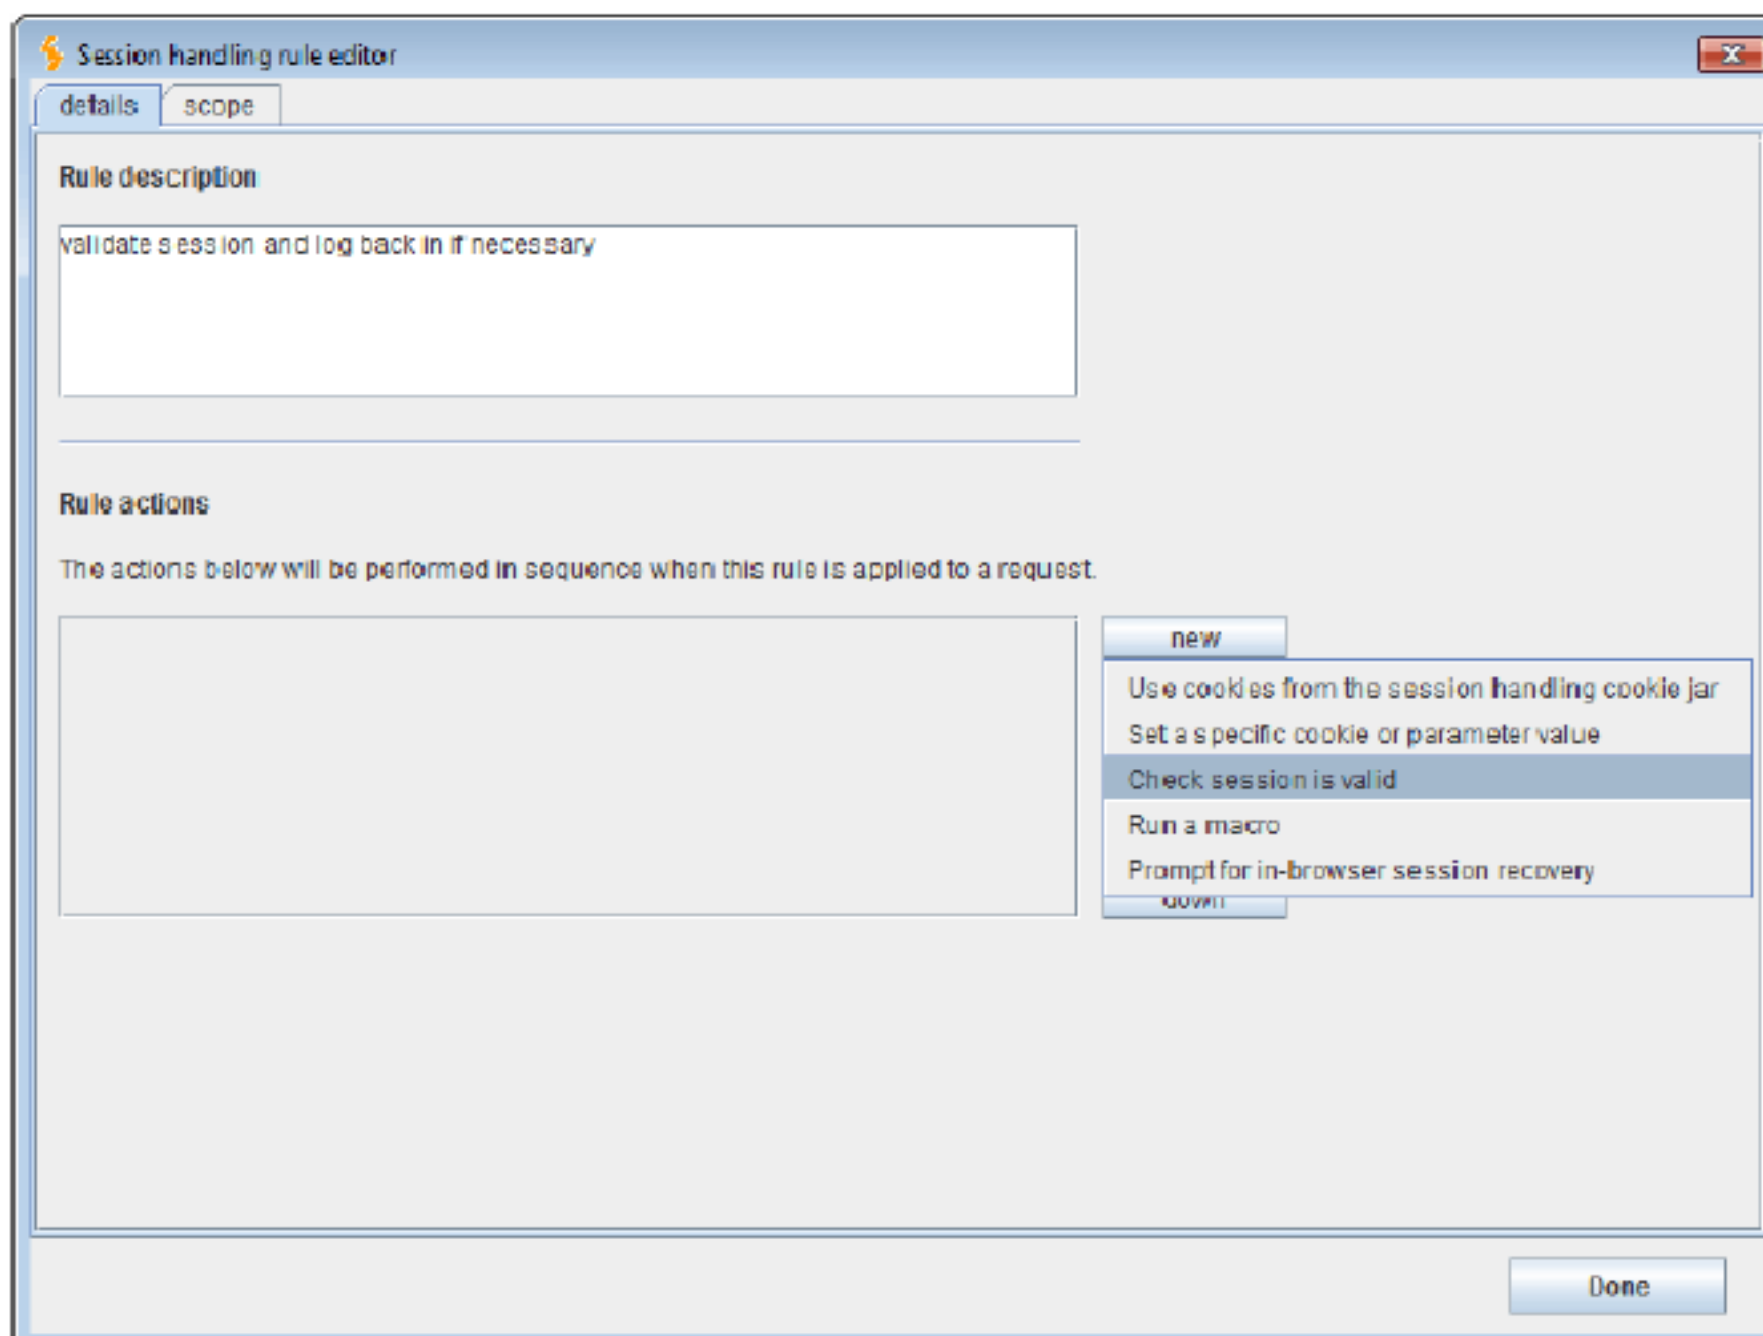 Session handling rule editor
details scope
Rule description
validate session and log back in if necessary
Rule actions
The actions below will be performed in sequence when this rule is applied to a request.
new
Use cookies from the session handling cookie jar
Set a specific cookie or parameter value
Check session is valid
Run a macro
Prompt for in-browser session recovery
down
Done